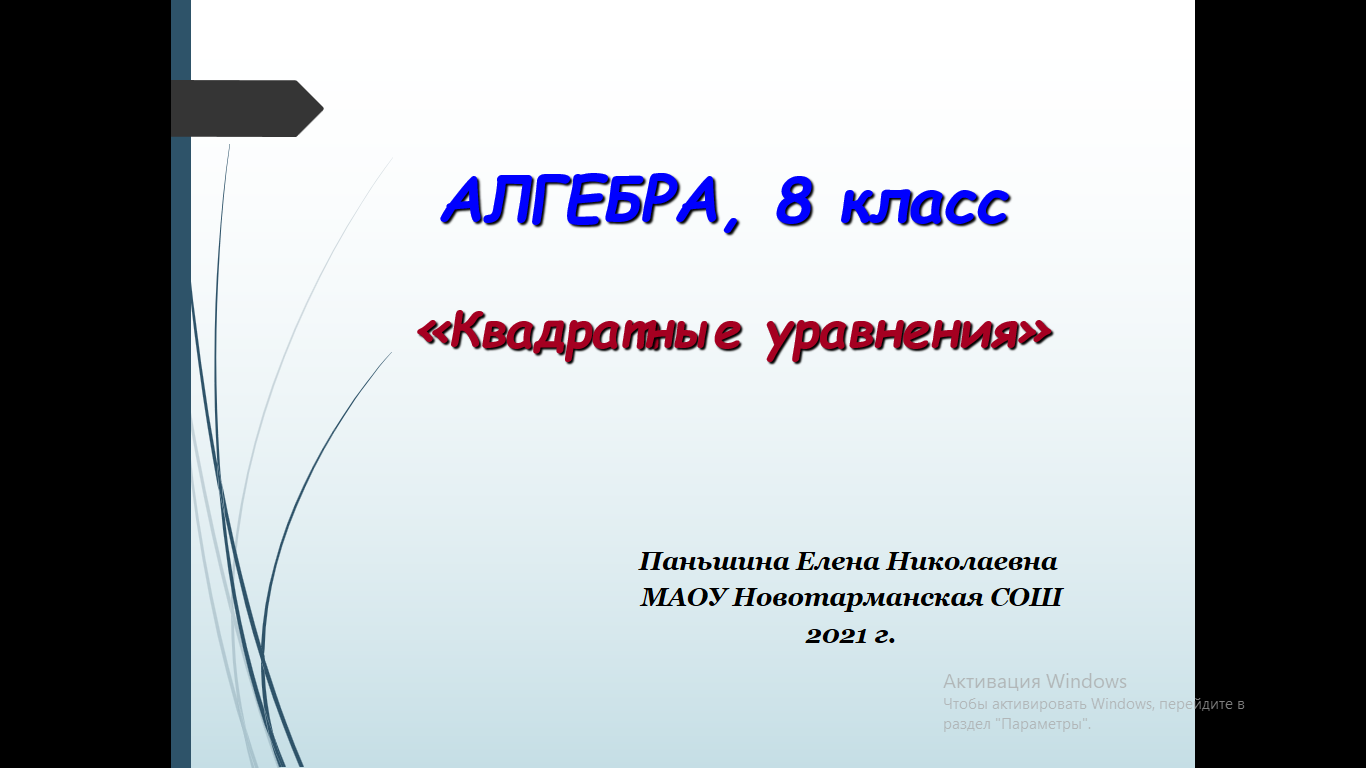 АЛГЕБРА, 8 класс
«Квадратные уравнения»
Паньшина Елена Николаевна
МАОУ Новотарманская СОШ
2021 г.
Активация Windows
Чтобы активировать Windows, перейдите в
раздел "Параметры".